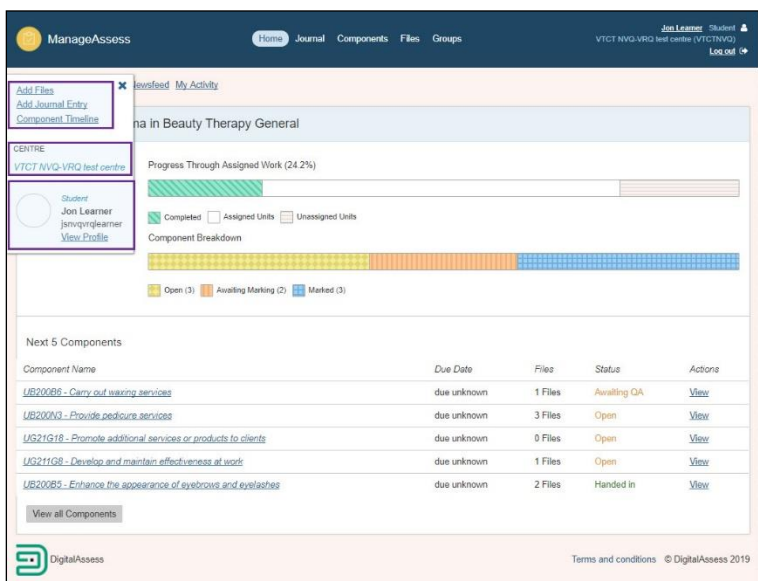 ManageAssess
Home Journal Components Files Groups
Jon Learner Student
VTCT NVQ-VRQ test centre (VTCTNVQ)
Log out
Add Files
Add Journal Entry
Component Timeline
Newsfeed My Activity
CENTRE
VTCT NVQ-VRQ test centre
Student
Jon Learner
jsnvqvrqlearner
View Profile
in Beauty Therapy General
Progress Through Assigned Work (24.2%)
Completed Assigned Units Unassigned Units
Component Breakdown
Open (3) Awaiting Marking (2) Marked (3)
Next 5 Components
Component Name Due Date Files Status Actions
UB200B6 - Carry out waxing services due unknown 1 Files Awaiting QA View
UB200N3 - Provide pedicure services due unknown 3 Files Open View
UG21G18 - Promote additional services or products to clients due unknown 0 Files Open View
UG211G8 - Develop and maintain effectiveness at work due unknown 1 Files Open View
UB200B5 - Enhance the appearance of eyebrows and eyelashes due unknown 2 Files Handed in View
View all Components
DigitalAssess
Terms and conditions © DigitalAssess 2019